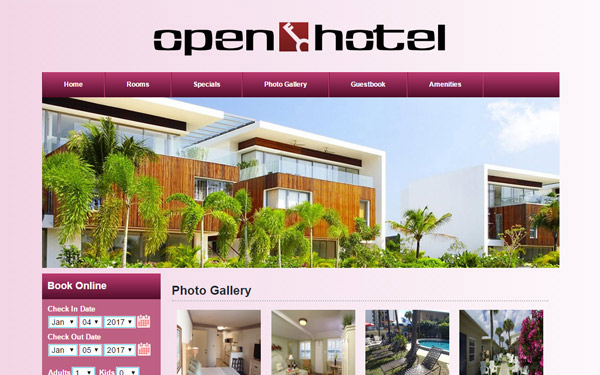 open hotel
Home Rooms Specials Photo Gallery Guestbook Amenities
Book Online
Check In Date
Jan 04 2017
Check Out Date
Jan 05 2017
Adults 1 Kids 0
Photo Gallery